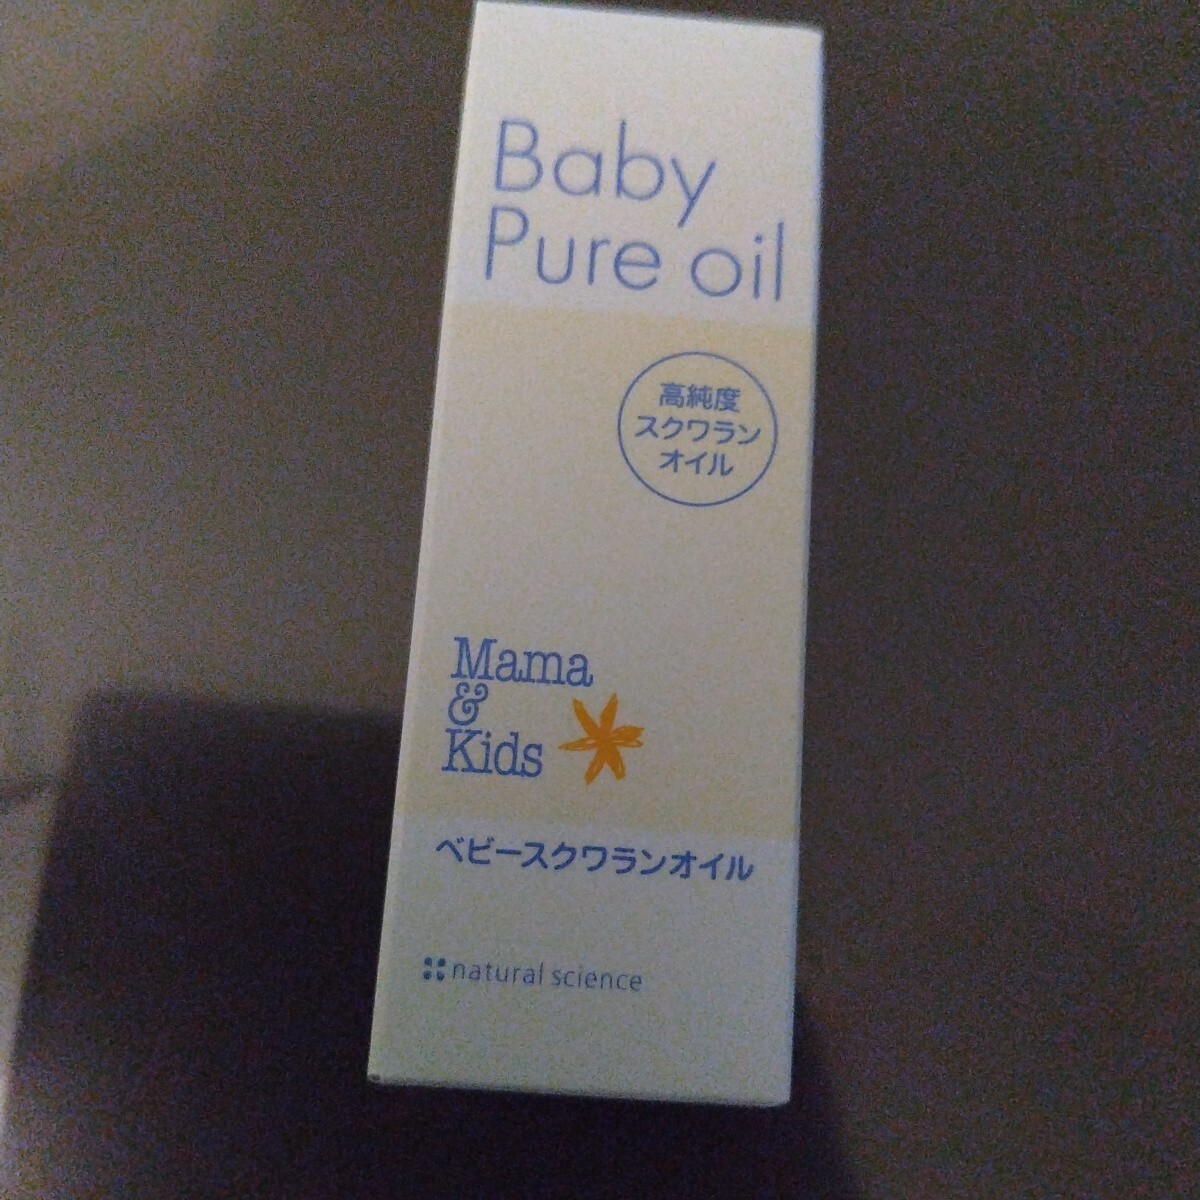 Baby
Pure oil
高純度
スクワラン
オイル
Mama
&
Kids
ベビースクワランオイル
natural science